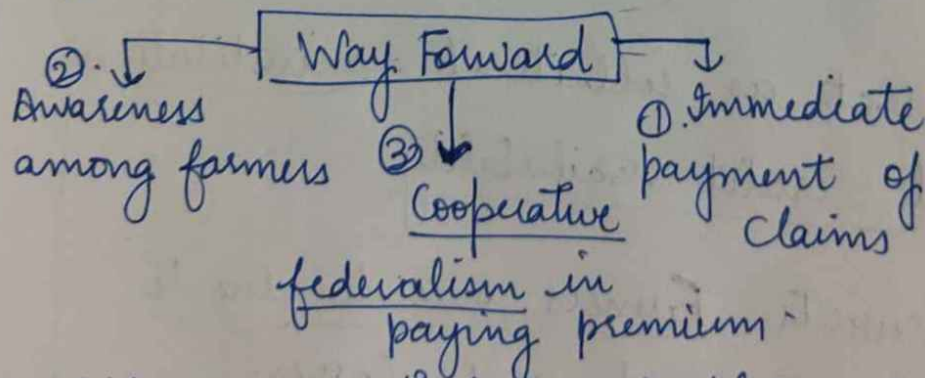 Way Forward
②.
Awareness
among farmers
③
Cooperative
federalism in
paying premium.
①. Immediate
payment of
Claims